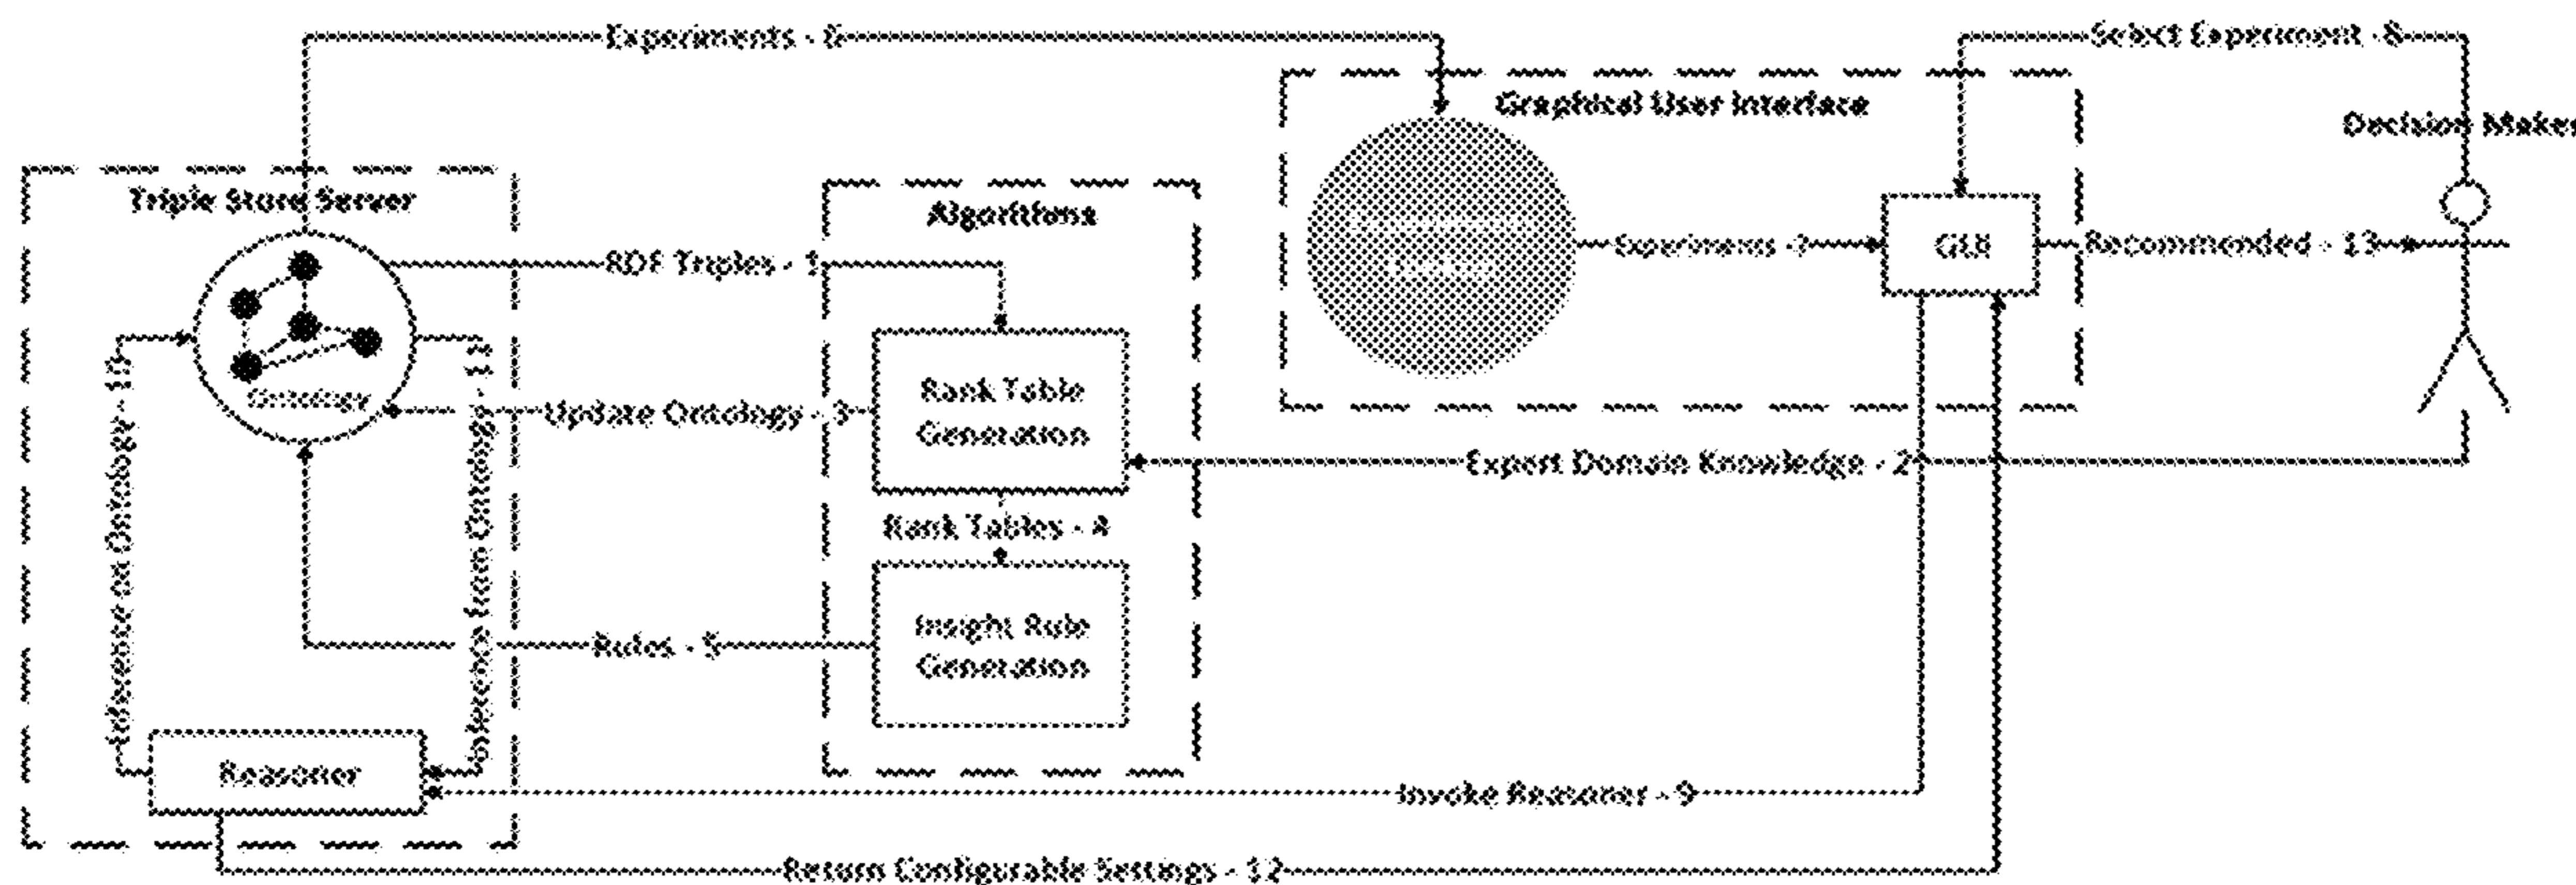 Experiments - 6
Select Experiment - 8
Graphical User Interface
Decision Maker
Triple Store Server
Algorithms
RDF Triples - 1
Experiments -7
GUI
Recommended - 13
Ontology
Update Ontology - 3
Rank Table
Generation
Expert Domain Knowledge - 2
Rank Tables - 4
Inference on Ontology - 10
Inference from Ontology - 11
Insight Rule
Generation
Rules - 5
Reasoner
Invoke Reasoner - 9
Return Configurable Settings - 12